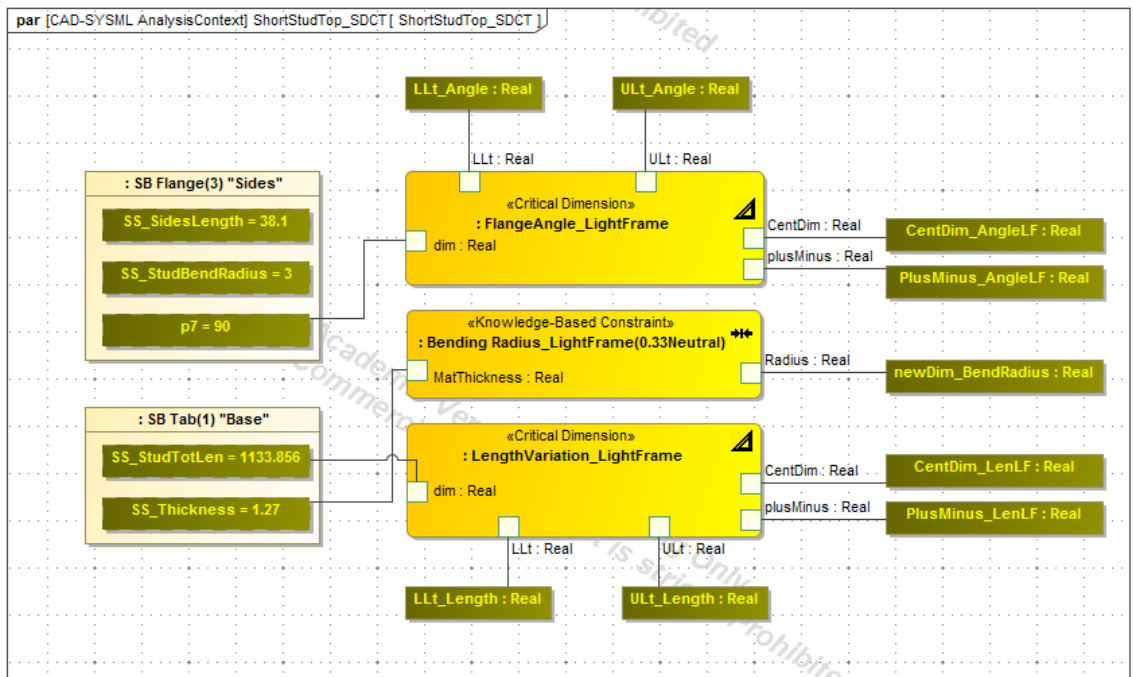 par [CAD-SYSML AnalysisContext] ShortStudTop_SDCT [ ShortStudTop_SDCT ]
LLt_Angle : Real
ULt_Angle : Real
LLt : Real
ULt : Real
: SB Flange(3) "Sides"
SS_SidesLength = 38.1
SS_StudBendRadius = 3
p7 = 90
«Critical Dimension»
: FlangeAngle_LightFrame
dim : Real
CentDim : Real
plusMinus : Real
CentDim_AngleLF : Real
PlusMinus_AngleLF : Real
«Knowledge-Based Constraint»
: Bending Radius_LightFrame(0.33Neutral)
MatThickness : Real
Radius : Real
newDim_BendRadius : Real
: SB Tab(1) "Base"
SS_StudTotLen = 1133.856
SS_Thickness = 1.27
«Critical Dimension»
: LengthVariation_LightFrame
dim : Real
CentDim : Real
plusMinus : Real
CentDim_LenLF : Real
PlusMinus_LenLF : Real
LLt : Real
ULt : Real
LLt_Length : Real
ULt_Length : Real